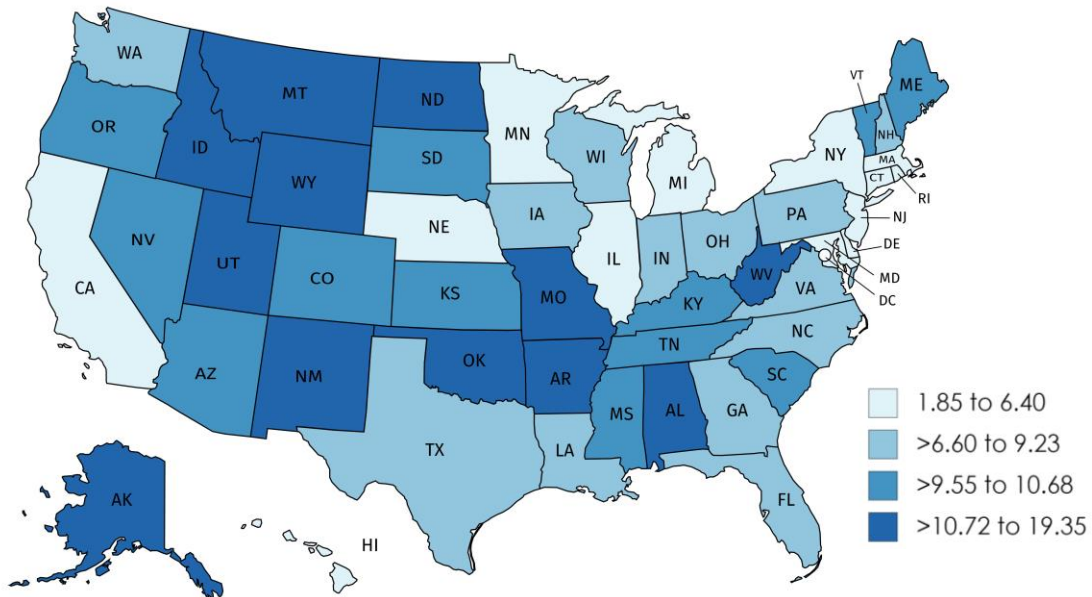 WA
MT
ND
MN
VT
ME
OR
ID
SD
WI
NH
NY
MA
MI
CT
RI
WY
IA
PA
NJ
NE
OH
DE
NV
UT
IL
IN
MD
CA
CO
WV
DC
KS
MO
VA
KY
NC
TN
AZ
NM
OK
AR
SC
MS
AL
GA
TX
LA
FL
AK
HI
1.85 to 6.40
>6.60 to 9.23
>9.55 to 10.68
>10.72 to 19.35